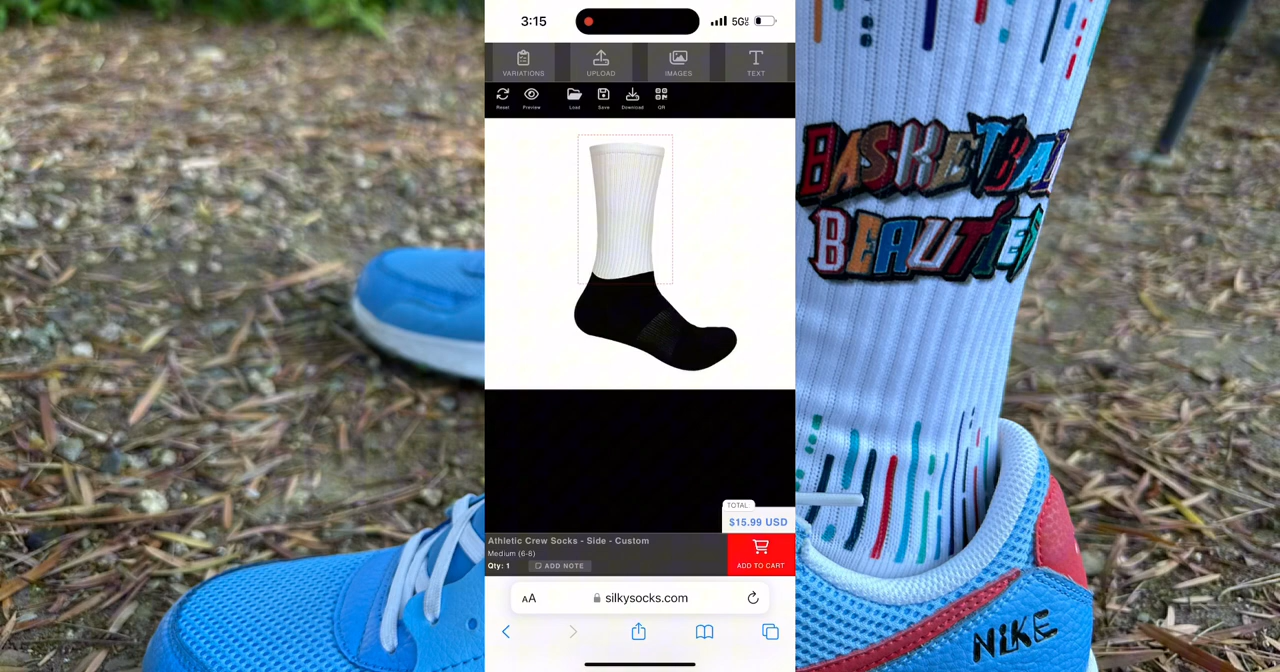 3:15
5G
VARIATIONS
UPLOAD
IMAGES
TEXT
Reset
Preview
Load
Save
Download
QR
BASKETBALL
BEAUTIES
TOTAL
$15.99 USD
Athletic Crew Socks - Side - Custom
Medium (6-8)
Qty: 1
ADD NOTE
ADD TO CART
AA
silkysocks.com
NIKE